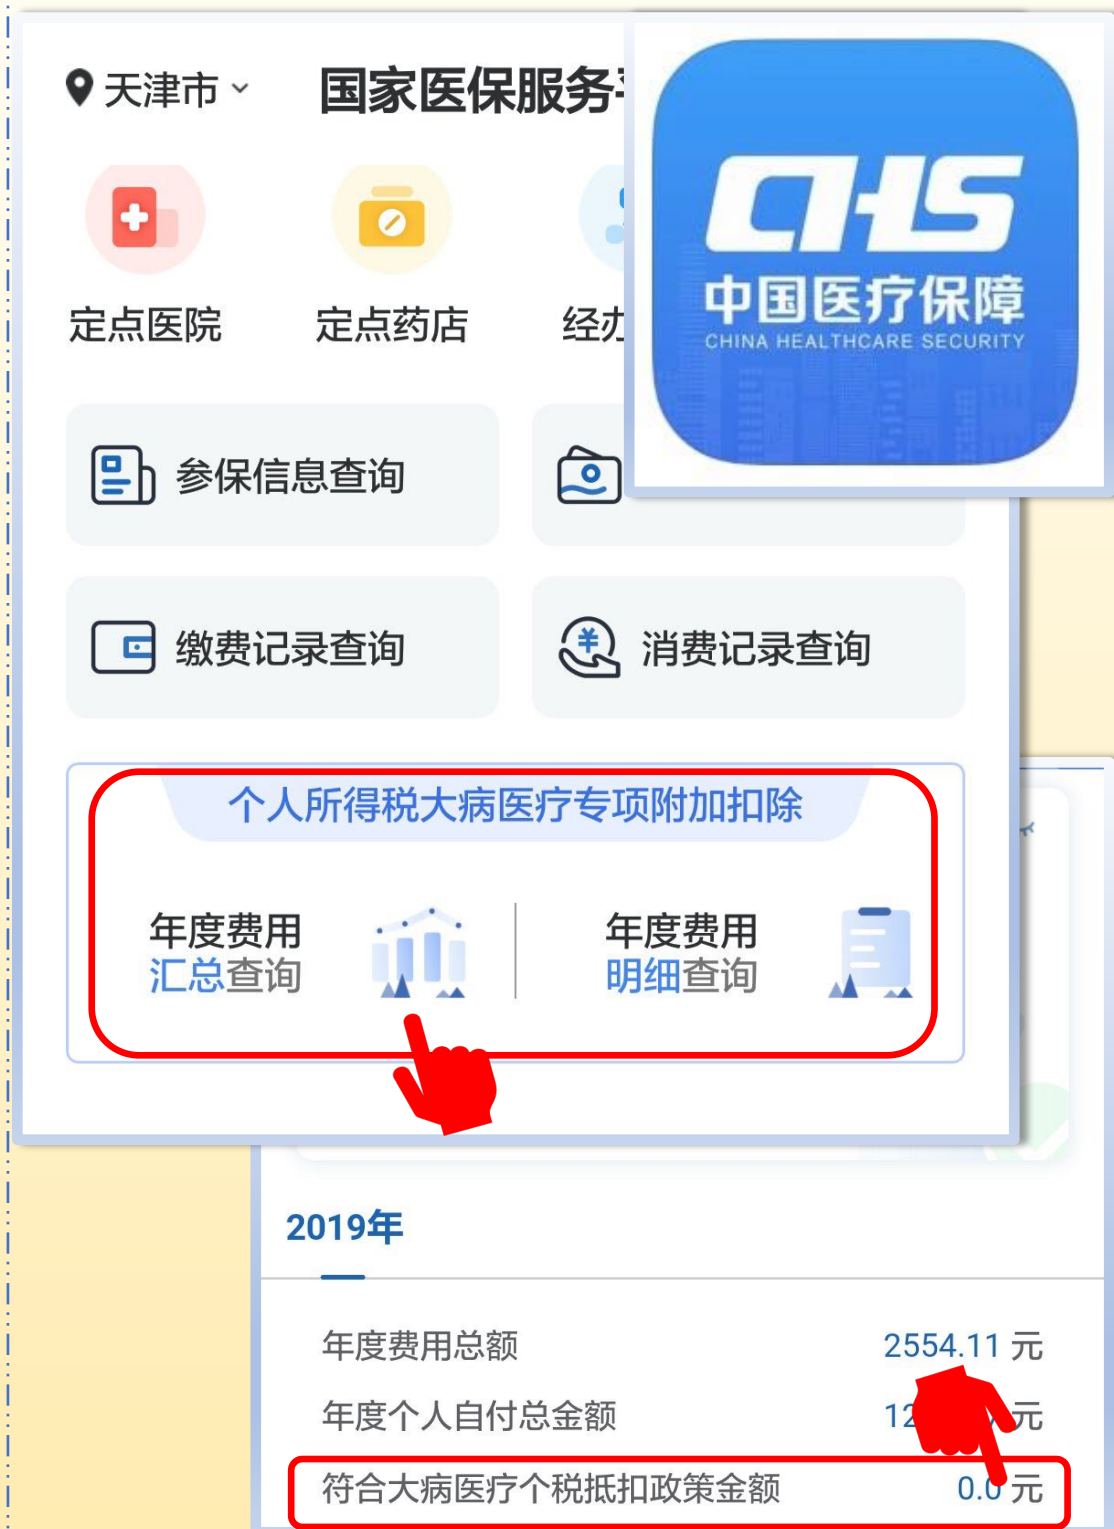 天津市
国家医保服务
CHS
中国医疗保障
CHINA HEALTHCARE SECURITY
定点医院
定点药店
经办
参保信息查询
缴费记录查询
消费记录查询
个人所得税大病医疗专项附加扣除
年度费用
汇总查询
年度费用
明细查询
2019年
年度费用总额
2554.11 元
年度个人自付总金额
元
符合大病医疗个税抵扣政策金额
0.0 元